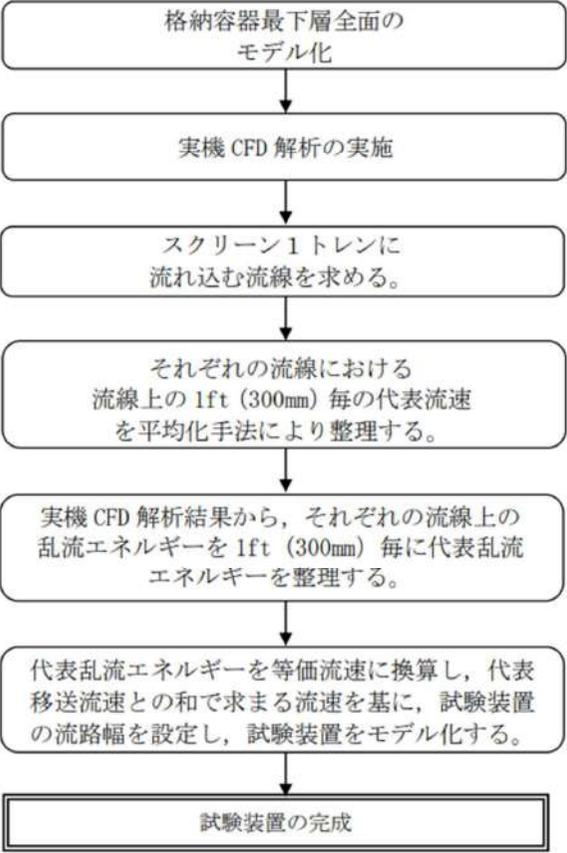 格納容器最下層全面の
モデル化
実機 CFD 解析の実施
スクリーン1トレンに
流れ込む流線を求める。
それぞれの流線における
流線上の 1ft (300mm) 毎の代表流速
を平均化手法により整理する。
実機 CFD 解析結果から，それぞれの流線上の
乱流エネルギーを 1ft (300mm) 毎に代表乱流
エネルギーを整理する。
代表乱流エネルギーを等価流速に換算し，代表
移送流速との和で求まる流速を基に，試験装置
の流路幅を設定し，試験装置をモデル化する。
試験装置の完成